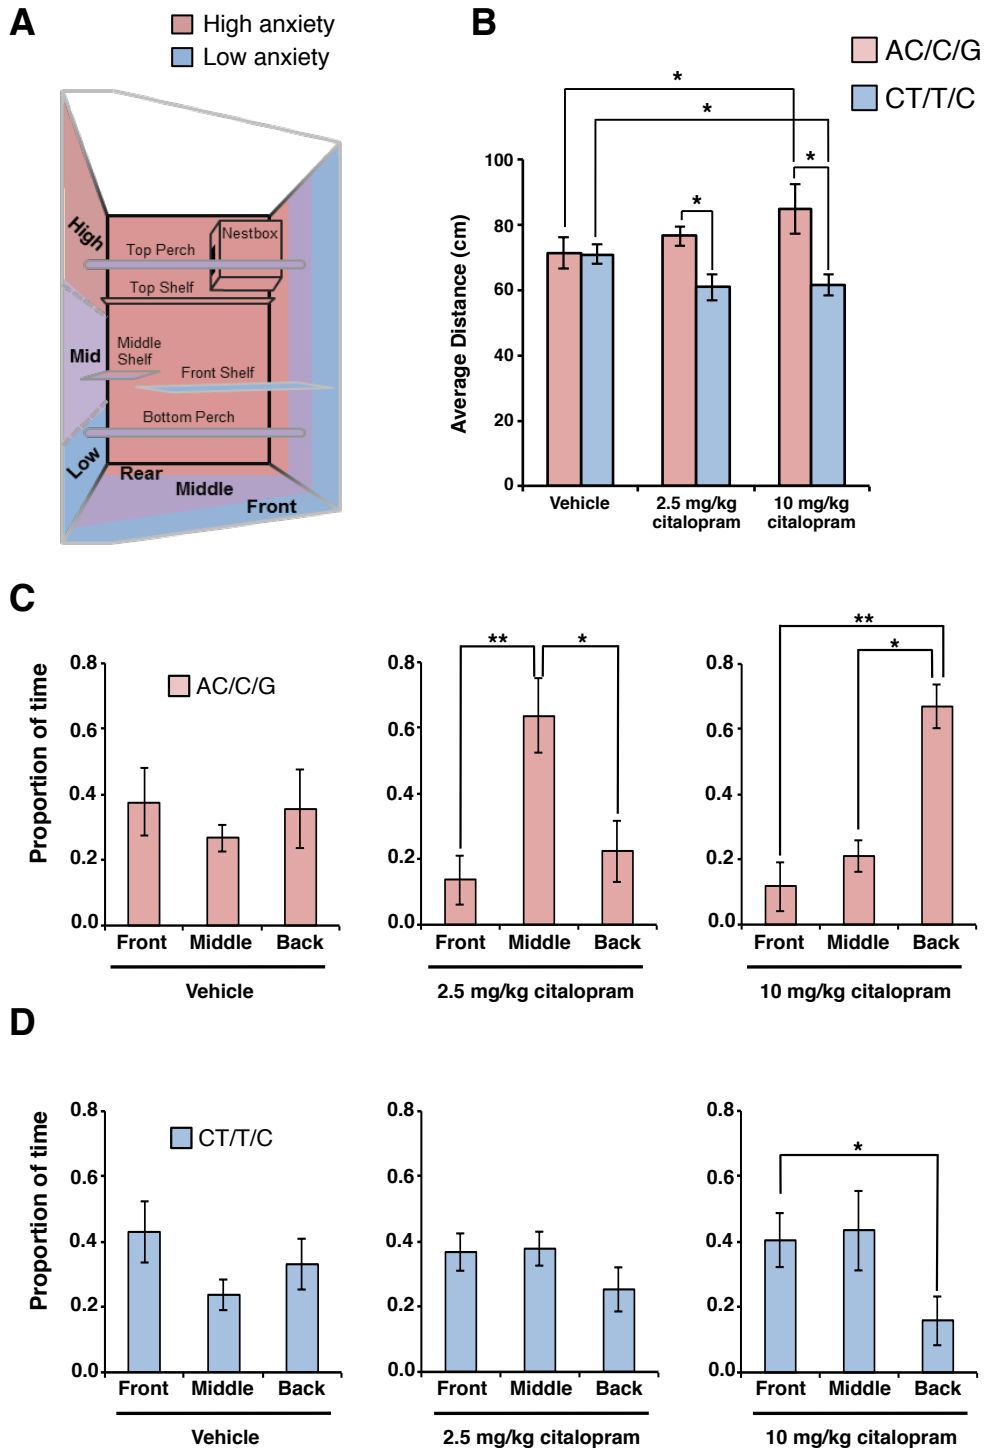 A
High anxiety
Low anxiety
High
Top Perch
Nestbox
Top Shelf
Mid
Middle
Shelf
Front Shelf
Bottom Perch
Low
Rear
Middle
Front
B
AC/C/G
CT/T/C
*
*
*
*
Average Distance (cm)
100
80
60
40
20
0
Vehicle
2.5 mg/kg
citalopram
10 mg/kg
citalopram
C
Proportion of time
AC/C/G
0.8
0.6
0.4
0.2
0.0
Front Middle Back
Vehicle
** *
0.8
0.6
0.4
0.2
0.0
Front Middle Back
2.5 mg/kg citalopram
**
*
0.8
0.6
0.4
0.2
0.0
Front Middle Back
10 mg/kg citalopram
D
Proportion of time
CT/T/C
0.8
0.6
0.4
0.2
0.0
Front Middle Back
Vehicle
0.8
0.6
0.4
0.2
0.0
Front Middle Back
2.5 mg/kg citalopram
*
0.8
0.6
0.4
0.2
0.0
Front Middle Back
10 mg/kg citalopram